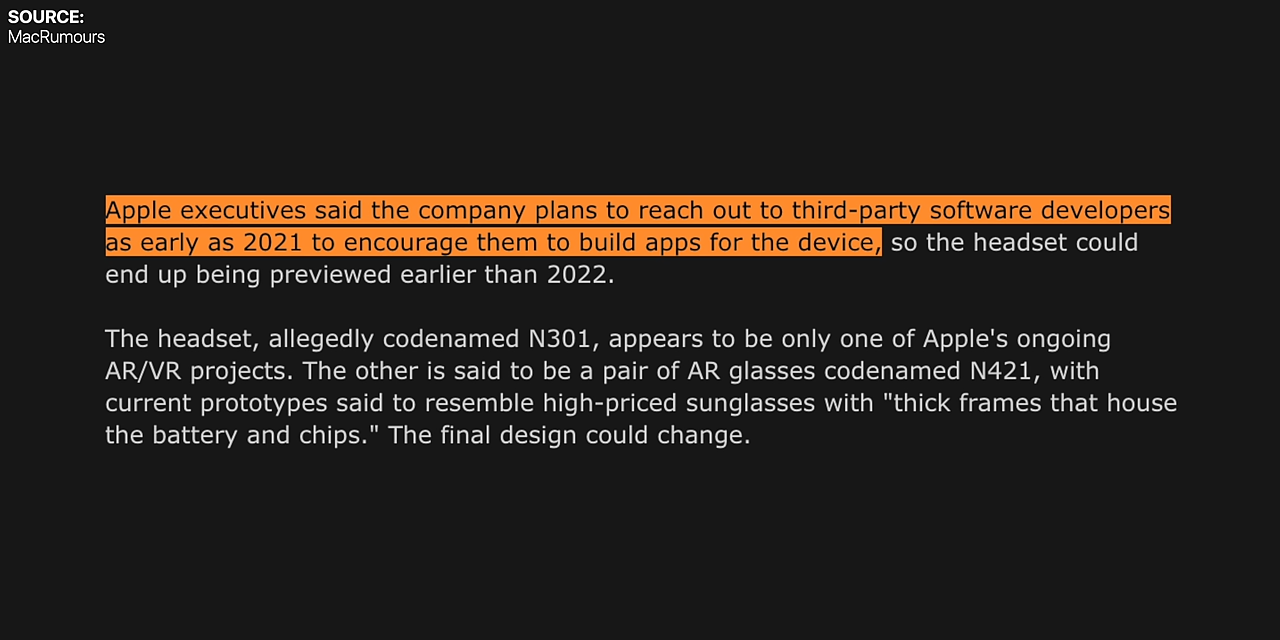 SOURCE:
MacRumours
Apple executives said the company plans to reach out to third-party software developers
as early as 2021 to encourage them to build apps for the device, so the headset could
end up being previewed earlier than 2022.
The headset, allegedly codenamed N301, appears to be only one of Apple's ongoing
AR/VR projects. The other is said to be a pair of AR glasses codenamed N421, with
current prototypes said to resemble high-priced sunglasses with "thick frames that house
the battery and chips." The final design could change.